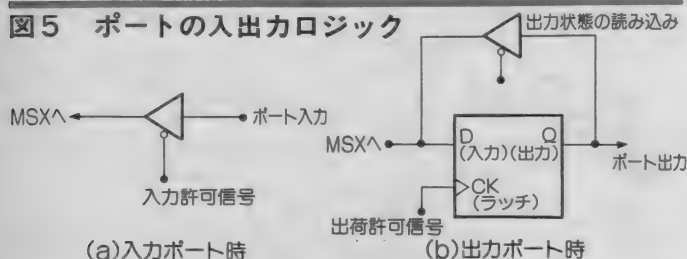 図5 ポートの入出力ロジック
出力状態の読み込み
MSXへ
ポート入力
入力許可信号
(a)入力ポート時
MSXへ
D
(入力)
Q
(出力)
CK
(ラッチ)
ポート出力
出荷許可信号
(b)出力ポート時